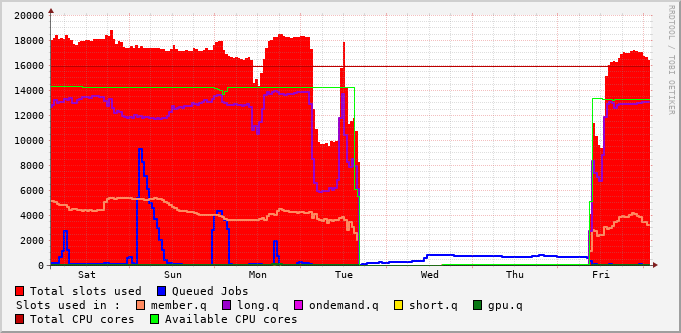 20000
18000
16000
14000
12000
10000
8000
6000
4000
2000
0
Sat Sun Mon Tue Wed Thu Fri
Total slots used Queued Jobs
Slots used in : member.q long.q ondemand.q short.q gpu.q
Total CPU cores Available CPU cores
RRDTOOL / TOBI OETIKER